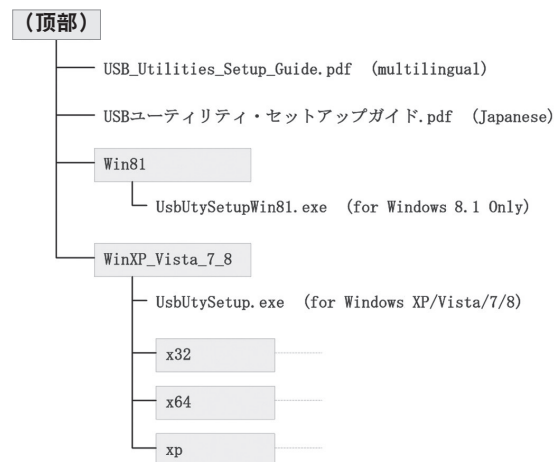 (顶部)
USB_Utilities_Setup_Guide.pdf (multilingual)
USBユーティリティ・セットアップガイド.pdf (Japanese)
Win81
UsbUtySetupWin81.exe (for Windows 8.1 Only)
WinXP_Vista_7_8
UsbUtySetup.exe (for Windows XP/Vista/7/8)
x32
x64
xp